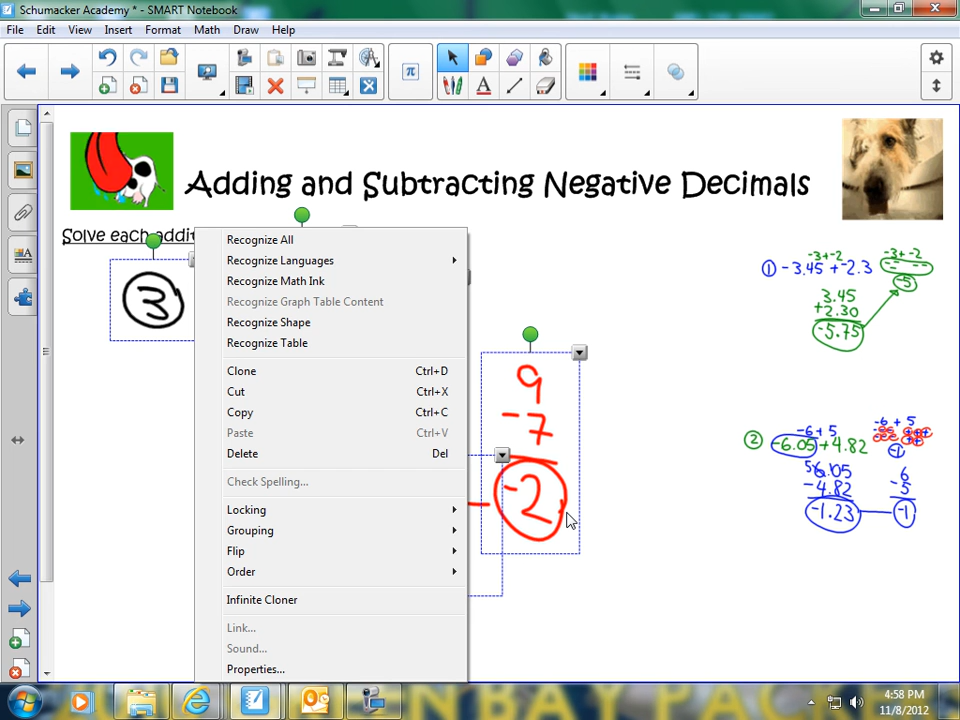 Schumacker Academy * - SMART Notebook
File Edit View Insert Format Math Draw Help
Adding and Subtracting Negative Decimals
Solve each addit
3
Recognize All
Recognize Languages
Recognize Math Ink
Recognize Graph Table Content
Recognize Shape
Recognize Table
Clone Ctrl+D
Cut Ctrl+X
Copy Ctrl+C
Paste Ctrl+V
Delete Del
Check Spelling...
Locking
Grouping
Flip
Order
Infinite Cloner
Link...
Sound...
Properties...
9
-7
-2
-3+-2
-3+-2
① -3.45 +-2.3
-5
3.45
+2.30
-5.75
-6+5
-6+5
② -6.05+4.82
-1
6.05
-4.82
-1.23
-6
-5
-1
4:58 PM
11/8/2012